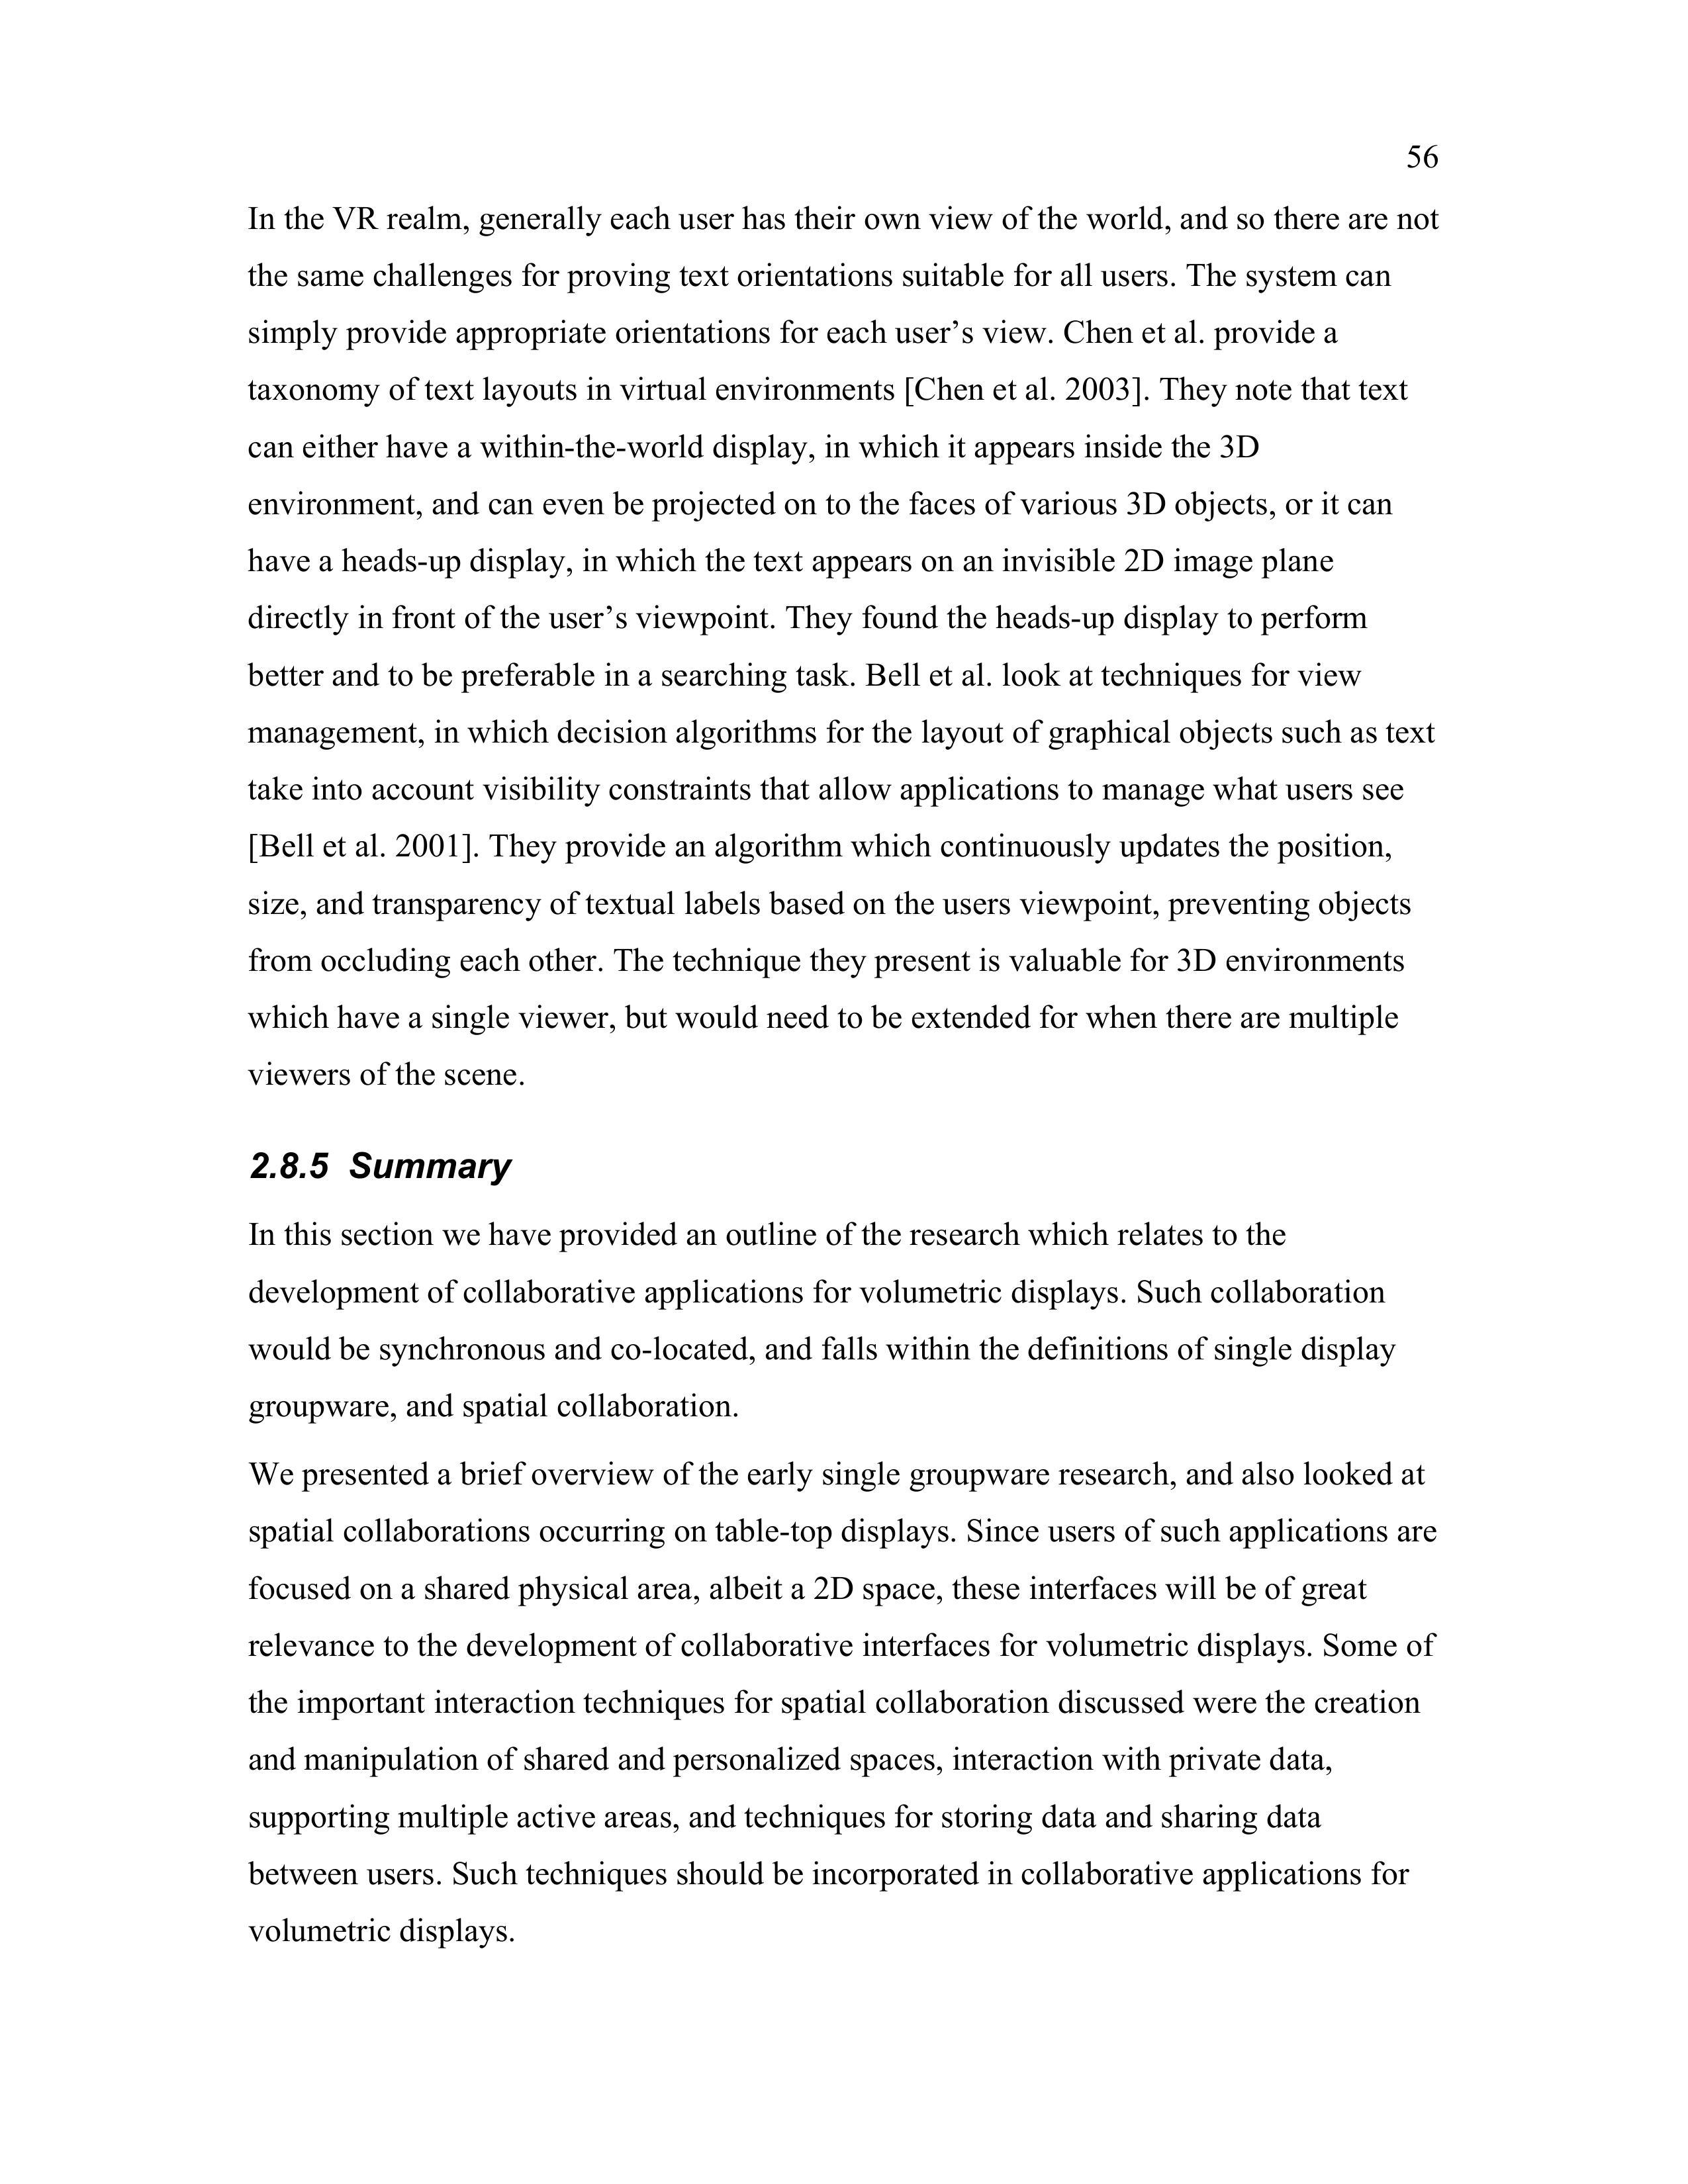 56
In the VR realm, generally each user has their own view of the world, and so there are not
the same challenges for proving text orientations suitable for all users. The system can
simply provide appropriate orientations for each user’s view. Chen et al. provide a
taxonomy of text layouts in virtual environments [Chen et al. 2003]. They note that text
can either have a within-the-world display, in which it appears inside the 3D
environment, and can even be projected on to the faces of various 3D objects, or it can
have a heads-up display, in which the text appears on an invisible 2D image plane
directly in front of the user’s viewpoint. They found the heads-up display to perform
better and to be preferable in a searching task. Bell et al. look at techniques for view
management, in which decision algorithms for the layout of graphical objects such as text
take into account visibility constraints that allow applications to manage what users see
[Bell et al. 2001]. They provide an algorithm which continuously updates the position,
size, and transparency of textual labels based on the users viewpoint, preventing objects
from occluding each other. The technique they present is valuable for 3D environments
which have a single viewer, but would need to be extended for when there are multiple
viewers of the scene.
2.8.5 Summary
In this section we have provided an outline of the research which relates to the
development of collaborative applications for volumetric displays. Such collaboration
would be synchronous and co-located, and falls within the definitions of single display
groupware, and spatial collaboration.
We presented a brief overview of the early single groupware research, and also looked at
spatial collaborations occurring on table-top displays. Since users of such applications are
focused on a shared physical area, albeit a 2D space, these interfaces will be of great
relevance to the development of collaborative interfaces for volumetric displays. Some of
the important interaction techniques for spatial collaboration discussed were the creation
and manipulation of shared and personalized spaces, interaction with private data,
supporting multiple active areas, and techniques for storing data and sharing data
between users. Such techniques should be incorporated in collaborative applications for
volumetric displays.